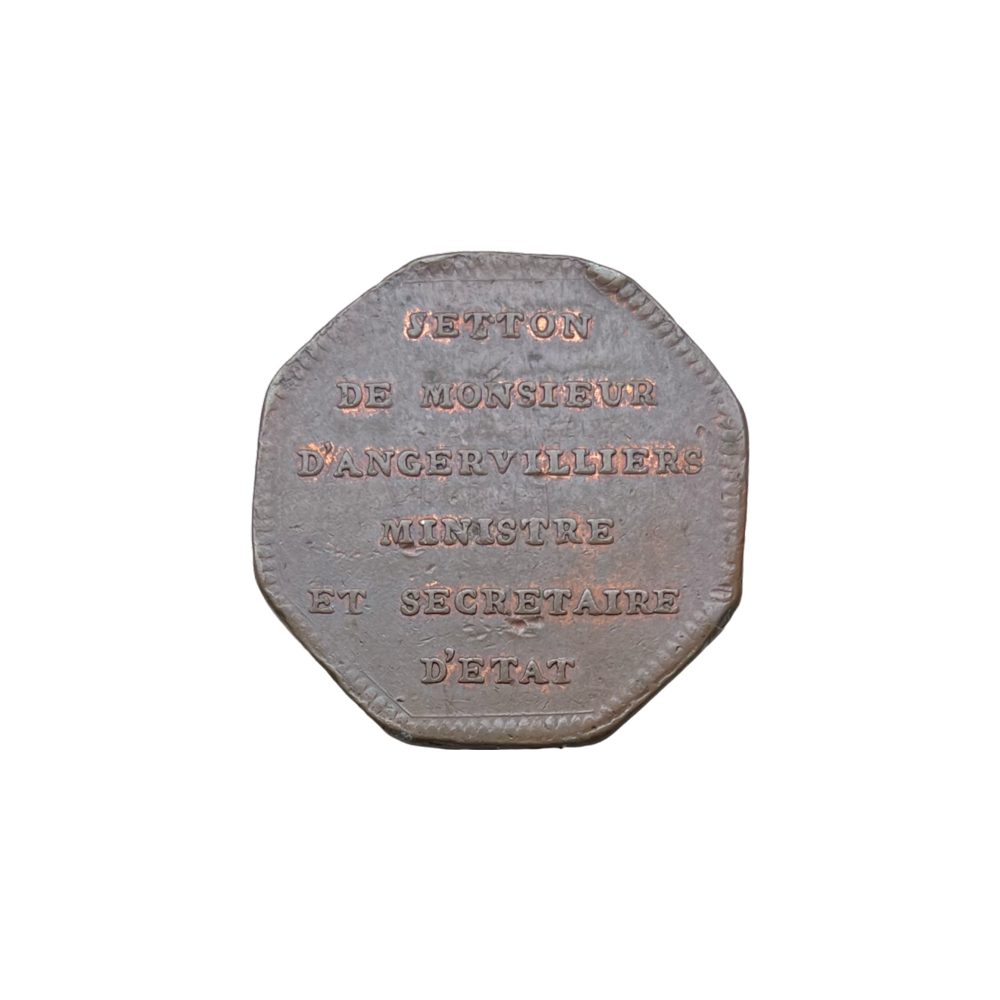 JETTON
DE MONSIEUR
D'ANGERVILLIERS
MINISTRE
ET SECRETAIRE
D'ETAT